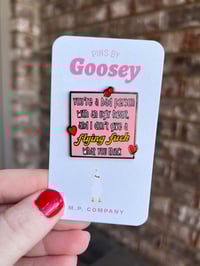 PINS BY
Goosey
YOU'RE A BAD PERSON
WITH AN UGLY HEART,
AND I DON'T GIVE A
flying fuck
WHAT YOU THINK
M.P. COMPANY